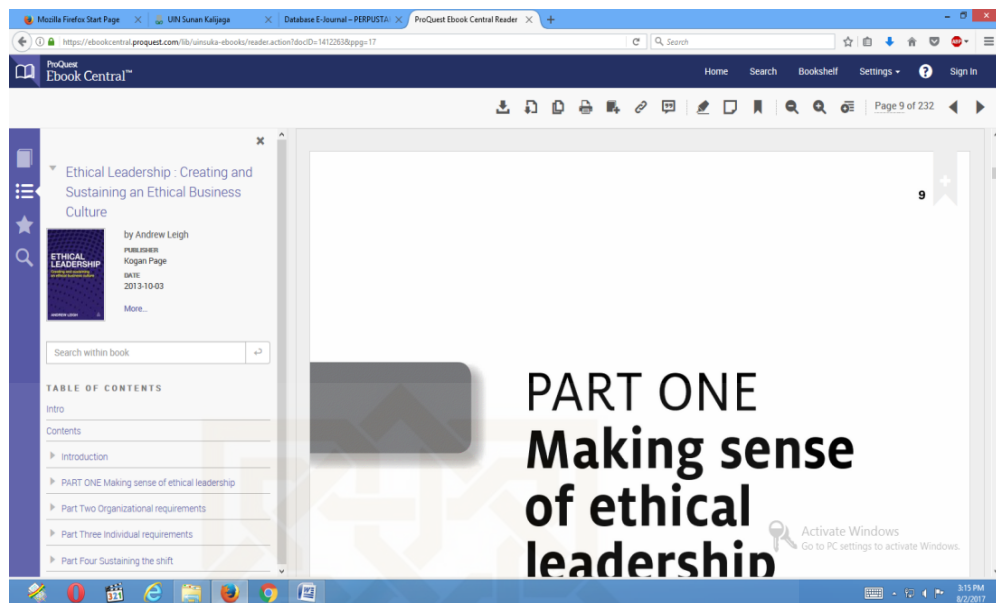 Mozilla Firefox Start Page
UIN Sunan Kalijaga
Database E-Journal – PERPUSTA
ProQuest Ebook Central Reader
https://ebookcentral.proquest.com/lib/uinsuka-ebooks/reader.action?docID=1412263&ppg=17
Search
ProQuest
Ebook Central™
Home
Search
Bookshelf
Settings
?
Sign In
Page 9 of 232
Ethical Leadership : Creating and
Sustaining an Ethical Business
Culture
ETHICAL
LEADERSHIP
ANDREW LEIGH
by Andrew Leigh
PUBLISHER
Kogan Page
DATE
2013-10-03
More...
Search within book
TABLE OF CONTENTS
Intro
Contents
Introduction
PART ONE Making sense of ethical leadership
Part Two Organizational requirements
Part Three Individual requirements
Part Four Sustaining the shift
9
PART ONE
Making sense
of ethical
leadership
Activate Windows
Go to PC settings to activate Windows.
321
3:15 PM
8/2/2017